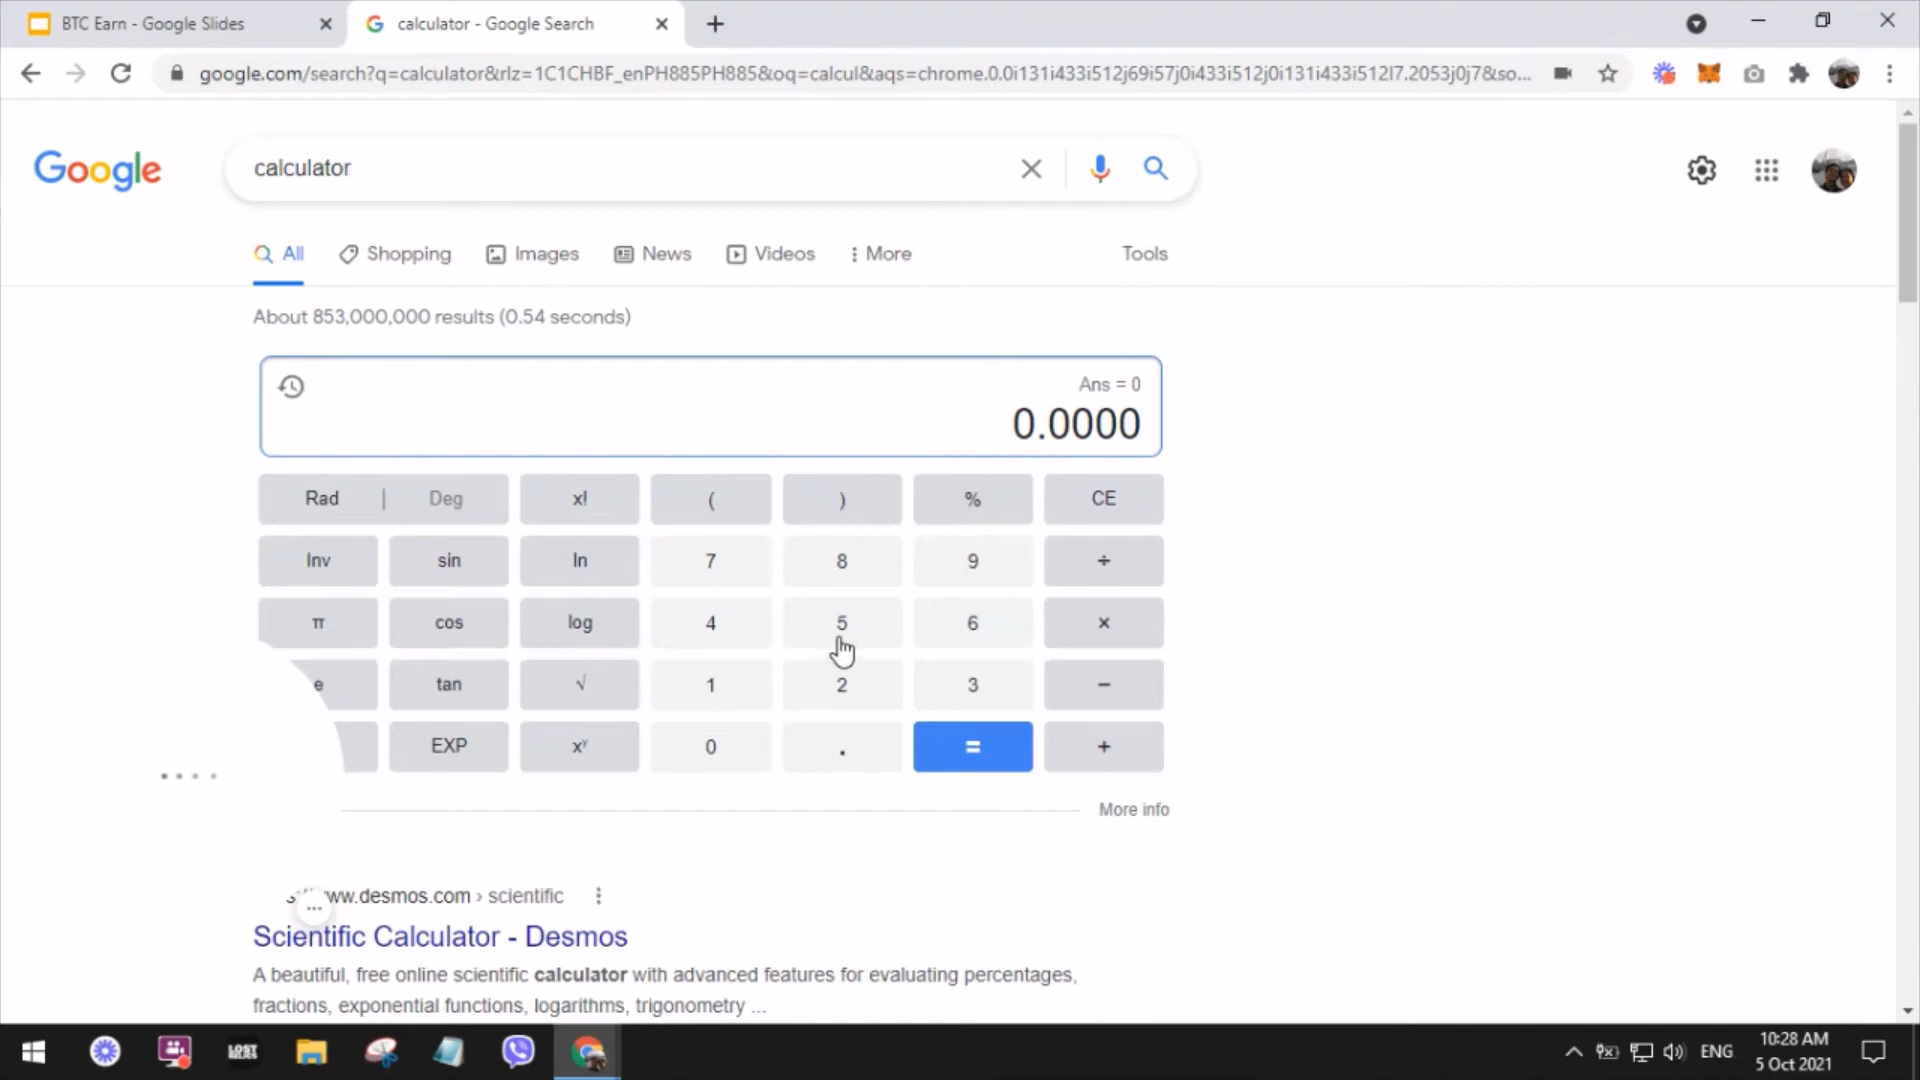 BTC Earn - Google Slides
calculator - Google Search
google.com/search?q=calculator&rlz=1C1CHBF_enPH885PH885&oq=calcul&aqs=chrome.0.0i131i433i512j69i57j0i433i512j0i131i433i512l7.2053j0j7&so...
Google
calculator
All
Shopping
Images
News
Videos
More
Tools
About 853,000,000 results (0.54 seconds)
Ans = 0
0.0000
Rad | Deg x! ( ) % CE
Inv sin ln 7 8 9 ÷
π cos log 4 5 6 ×
e tan √ 1 2 3 −
EXP xʸ 0 . = +
More info
www.desmos.com › scientific
Scientific Calculator - Desmos
A beautiful, free online scientific calculator with advanced features for evaluating percentages,
fractions, exponential functions, logarithms, trigonometry ...
LOST
ENG
10:28 AM
5 Oct 2021